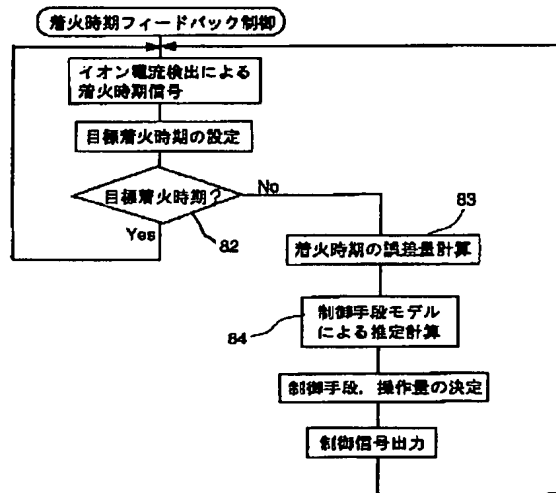 着火時期フィードバック制御
イオン電流検出による
着火時期信号
目標着火時期の設定
目標着火時期?
No
Yes
82
83
着火時期の誤差量計算
制御手段モデル
による推定計算
84
制御手段,操作量の決定
制御信号出力